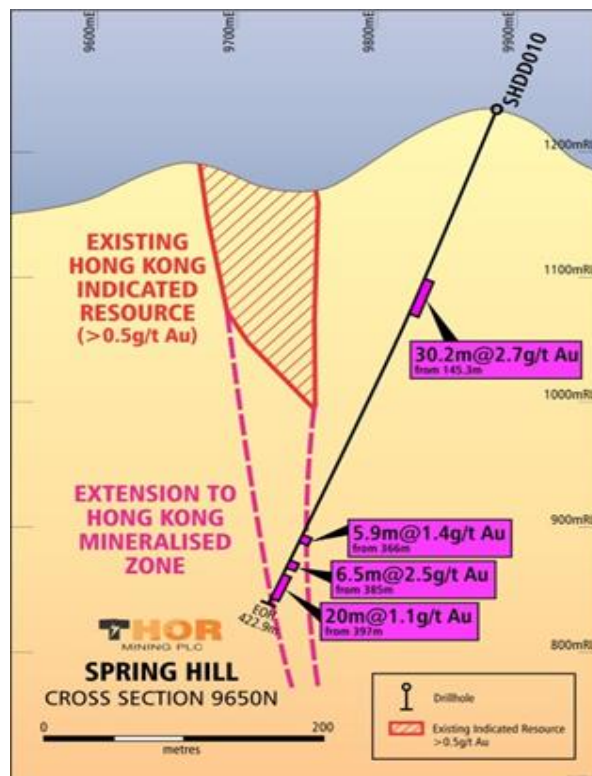 9600mE
9700mE
9800mE
9900mE
SHDD010
1200mRL
EXISTING
HONG KONG
INDICATED
RESOURCE
(>0.5g/t Au)
1100mRL
30.2m@2.7g/t Au
from 145.3m
1000mRL
EXTENSION TO
HONG KONG
MINERALISED
ZONE
900mRL
5.9m@1.4g/t Au
from 366m
6.5m@2.5g/t Au
from 385m
20m@1.1g/t Au
from 397m
EOH
422.9m
800mRL
THOR
MINING PLC
SPRING HILL
CROSS SECTION 9650N
0 200
metres
Drillhole
Existing Indicated Resource
>0.5g/t Au